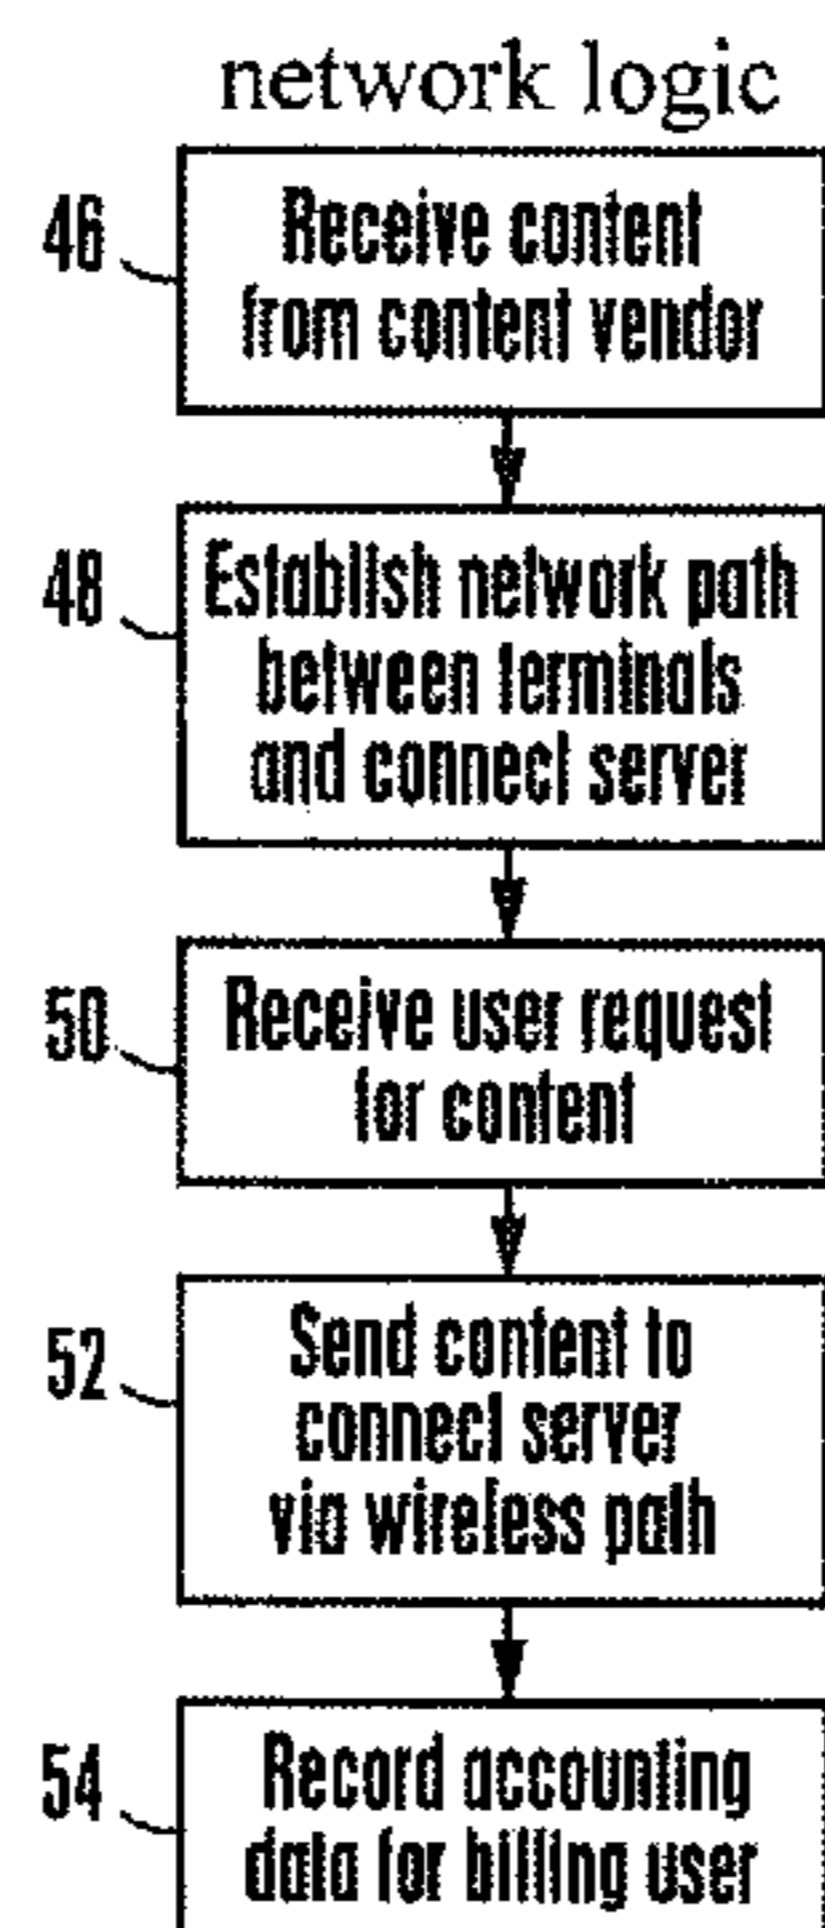 network logic
46
Receive content
from content vendor
48
Establish network path
between terminals
and connect server
50
Receive user request
for content
52
Send content to
connect server
via wireless path
54
Record accounting
data for billing user